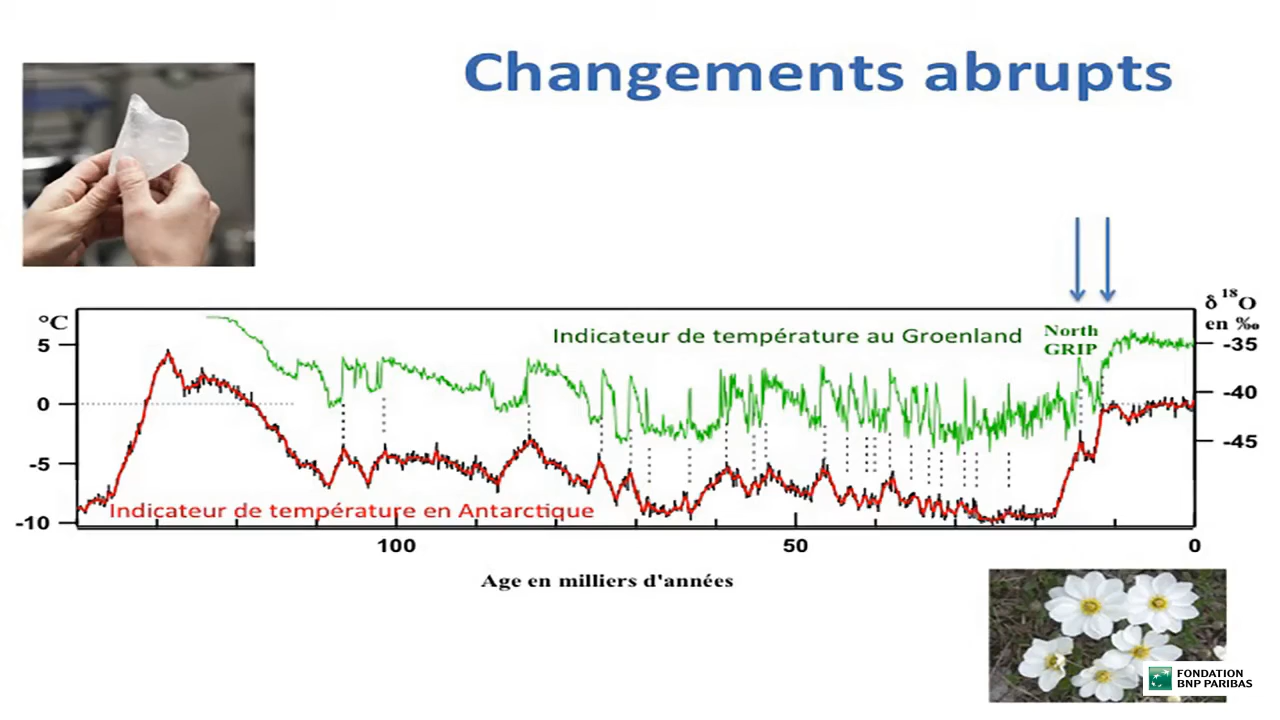 Changements abrupts
°C
5
0
-5
-10
Indicateur de température au Groenland
North
GRIP
δ 18O
en ‰
-35
-40
-45
Indicateur de température en Antarctique
100
50
0
Age en milliers d'années
FONDATION
BNP PARIBAS